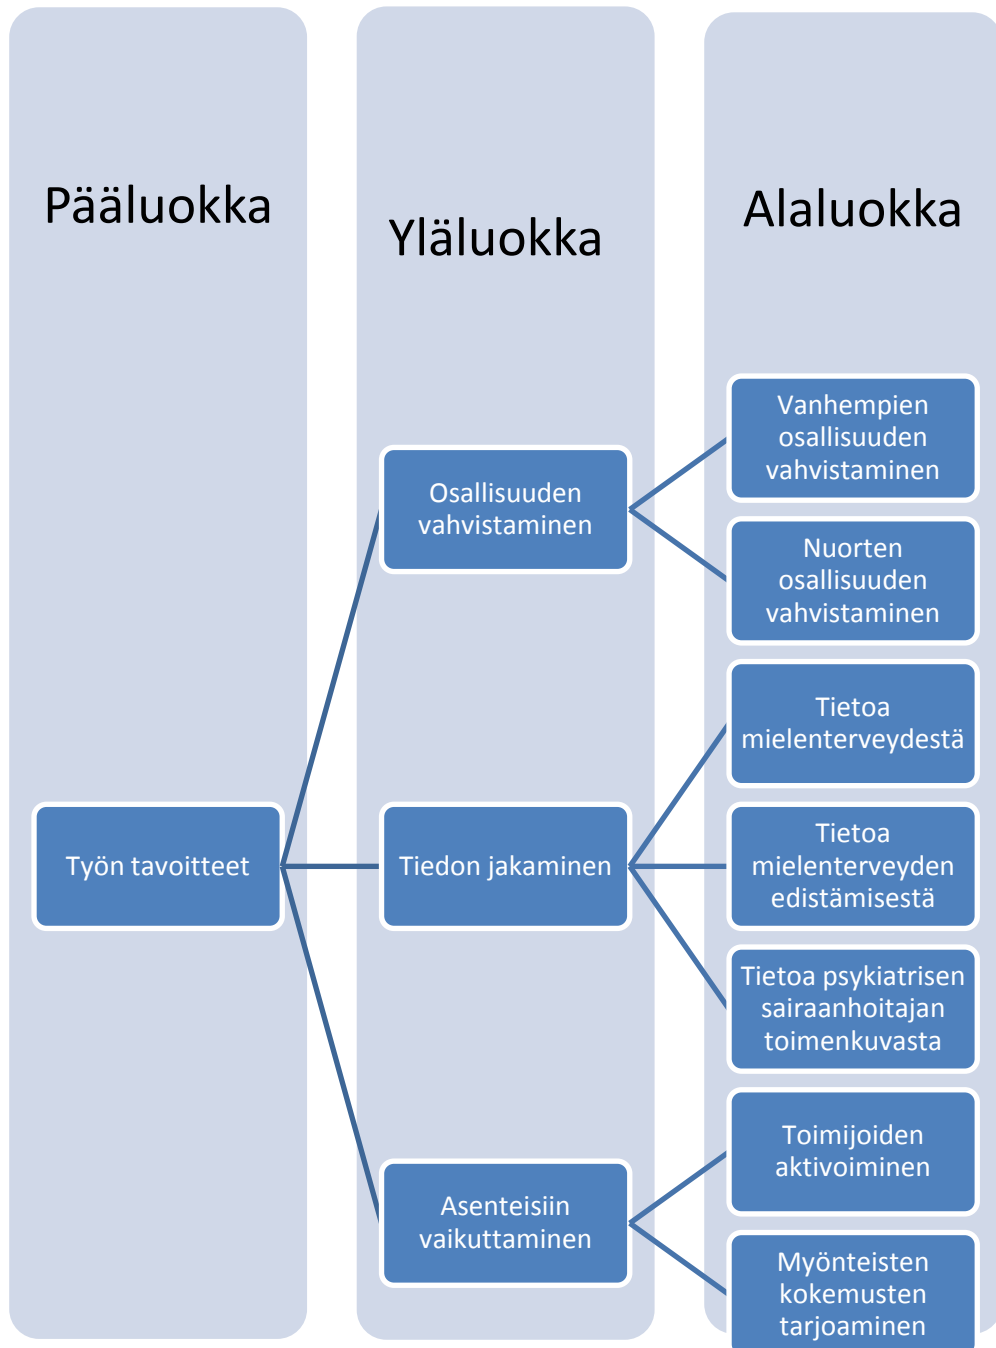 Pääluokka
Yläluokka
Alaluokka
Työn tavoitteet
Osallisuuden
vahvistaminen
Tiedon jakaminen
Asenteisiin
vaikuttaminen
Vanhempien
osallisuuden
vahvistaminen
Nuorten
osallisuuden
vahvistaminen
Tietoa
mielenterveydestä
Tietoa
mielenterveyden
edistämisestä
Tietoa psykiatrisen
sairaanhoitajan
toimenkuvasta
Toimijoiden
aktivoiminen
Myönteisten
kokemusten
tarjoaminen